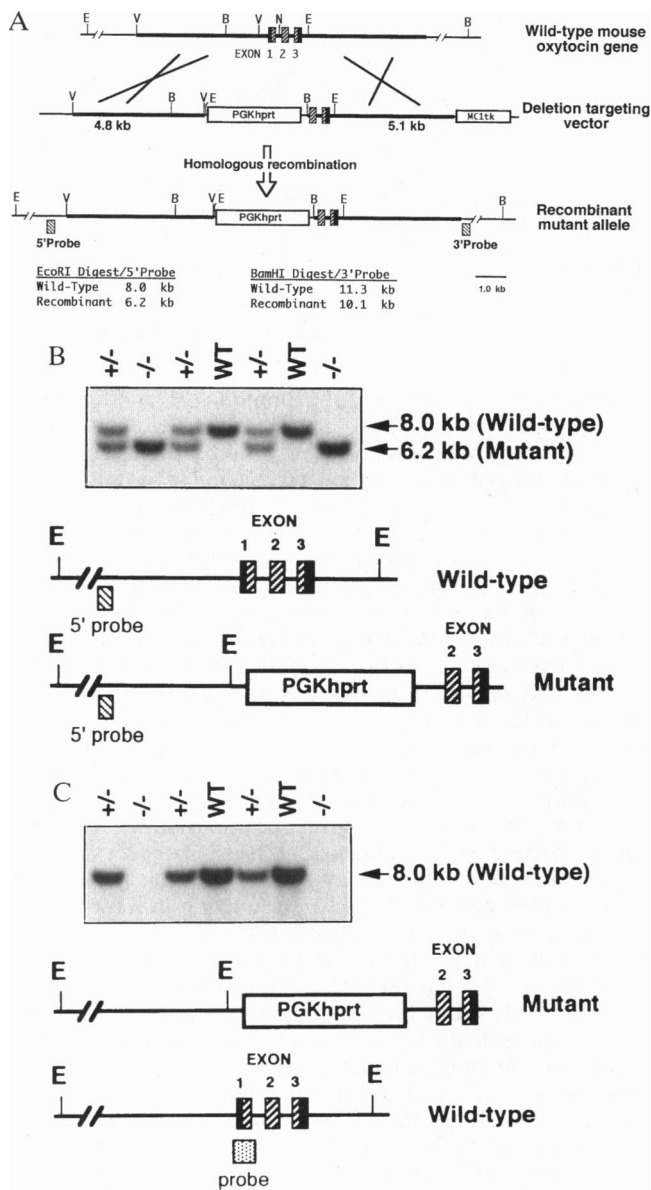 A
E V B V N E B
Wild-type mouse
oxytocin gene
EXON 1 2 3
V B V E B E
PGKhprt
MC1tk
Deletion targeting
vector
4.8 kb 5.1 kb
Homologous recombination
E V B V E B E B
PGKhprt
Recombinant
mutant allele
5'Probe 3'Probe
EcoRI Digest/5'Probe BamHI Digest/3'Probe
Wild-Type 8.0 kb Wild-Type 11.3 kb 1.0 kb
Recombinant 6.2 kb Recombinant 10.1 kb
B
+/- -/- +/- WT +/- WT -/-
8.0 kb (Wild-type)
6.2 kb (Mutant)
EXON
E 1 2 3 E
Wild-type
5' probe
EXON
E E 2 3
PGKhprt
Mutant
5' probe
C
+/- -/- +/- WT +/- WT -/-
8.0 kb (Wild-type)
EXON
E E 2 3
PGKhprt
Mutant
EXON
E 1 2 3 E
Wild-type
probe